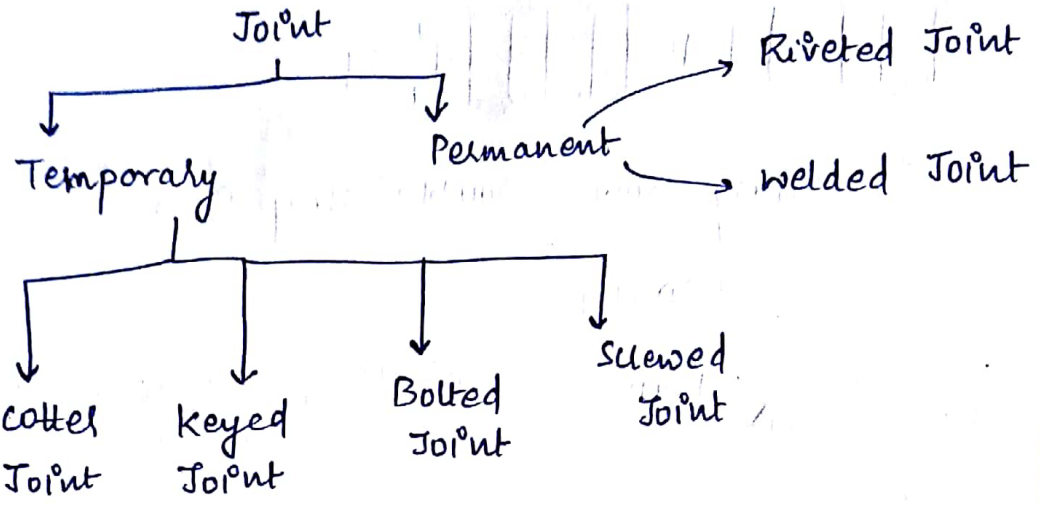 Joint
Riveted Joint
Permanent
welded Joint
Temporary
Cotter
Joint
Keyed
Joint
Bolted
Joint
Screwed
Joint